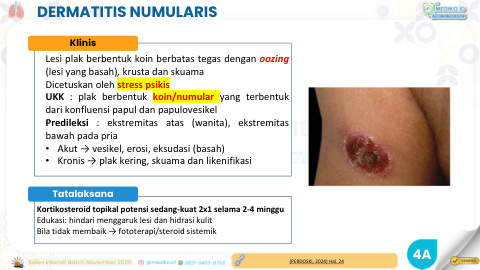 DERMATITIS NUMULARIS
Klinis
Lesi plak berbentuk koin berbatas tegas dengan oozing
(lesi yang basah), krusta dan skuama
Dicetuskan oleh stress psikis
UKK : plak berbentuk koin/numular yang terbentuk
dari konfluensi papul dan papulovesikel
Predileksi : ekstremitas atas (wanita), ekstremitas
bawah pada pria
• Akut → vesikel, erosi, eksudasi (basah)
• Kronis → plak kering, skuama dan likenifikasi
Tatalaksana
Kortikosteroid topikal potensi sedang-kuat 2x1 selama 2-4 minggu
Edukasi: hindari menggaruk lesi dan hidrasi kulit
Bila tidak membaik → fototerapi/steroid sistemik
(PERDOSKI, 2024) Hal. 24
4A